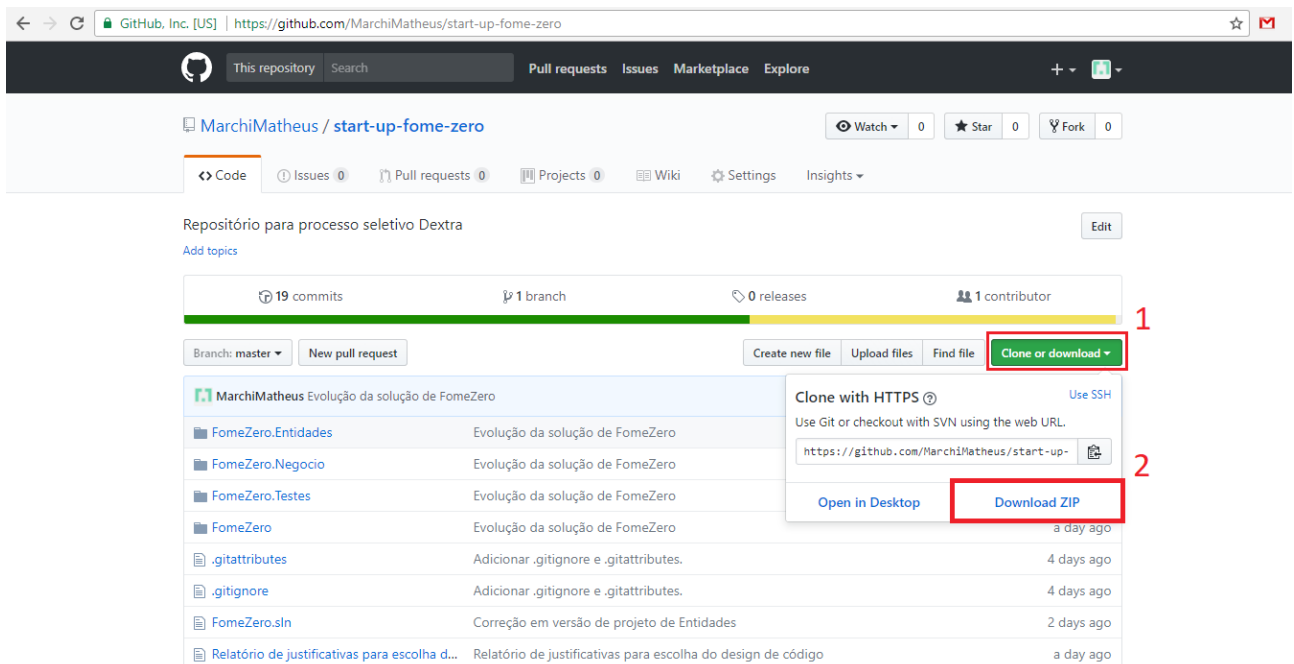 GitHub, Inc. [US] | https://github.com/MarchiMatheus/start-up-fome-zero
This repository Search Pull requests Issues Marketplace Explore
MarchiMatheus / start-up-fome-zero Watch 0 Star 0 Fork 0
Code Issues 0 Pull requests 0 Projects 0 Wiki Settings Insights
Repositório para processo seletivo Dextra Edit
Add topics
19 commits 1 branch 0 releases 1 contributor
1
Branch: master New pull request Create new file Upload files Find file Clone or download
MarchiMatheus Evolução da solução de FomeZero
Clone with HTTPS Use SSH
Use Git or checkout with SVN using the web URL.
https://github.com/MarchiMatheus/start-up-
2
Open in Desktop Download ZIP
FomeZero.Entidades Evolução da solução de FomeZero
FomeZero.Negocio Evolução da solução de FomeZero
FomeZero.Testes Evolução da solução de FomeZero
FomeZero Evolução da solução de FomeZero a day ago
.gitattributes Adicionar .gitignore e .gitattributes. 4 days ago
.gitignore Adicionar .gitignore e .gitattributes. 4 days ago
FomeZero.sln Correção em versão de projeto de Entidades 2 days ago
Relatório de justificativas para escolha d... Relatório de justificativas para escolha do design de código a day ago